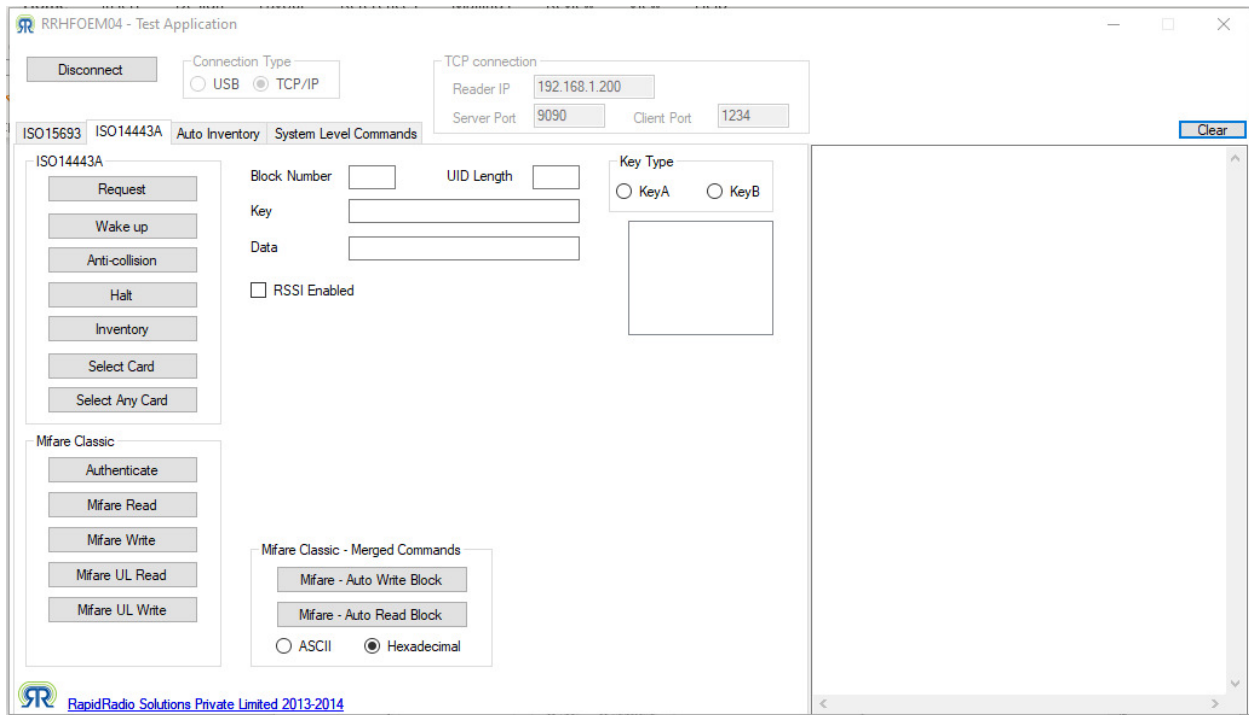 RRHFOEM04 - Test Application
Disconnect
Connection Type
USB
TCP/IP
TCP connection
Reader IP
192.168.1.200
Server Port
9090
Client Port
1234
ISO15693
ISO14443A
Auto Inventory
System Level Commands
Clear
ISO14443A
Request
Wake up
Anti-collision
Halt
Inventory
Select Card
Select Any Card
Block Number
UID Length
Key
Data
RSSI Enabled
Key Type
KeyA
KeyB
Mifare Classic
Authenticate
Mifare Read
Mifare Write
Mifare UL Read
Mifare UL Write
Mifare Classic - Merged Commands
Mifare - Auto Write Block
Mifare - Auto Read Block
ASCII
Hexadecimal
RapidRadio Solutions Private Limited 2013-2014